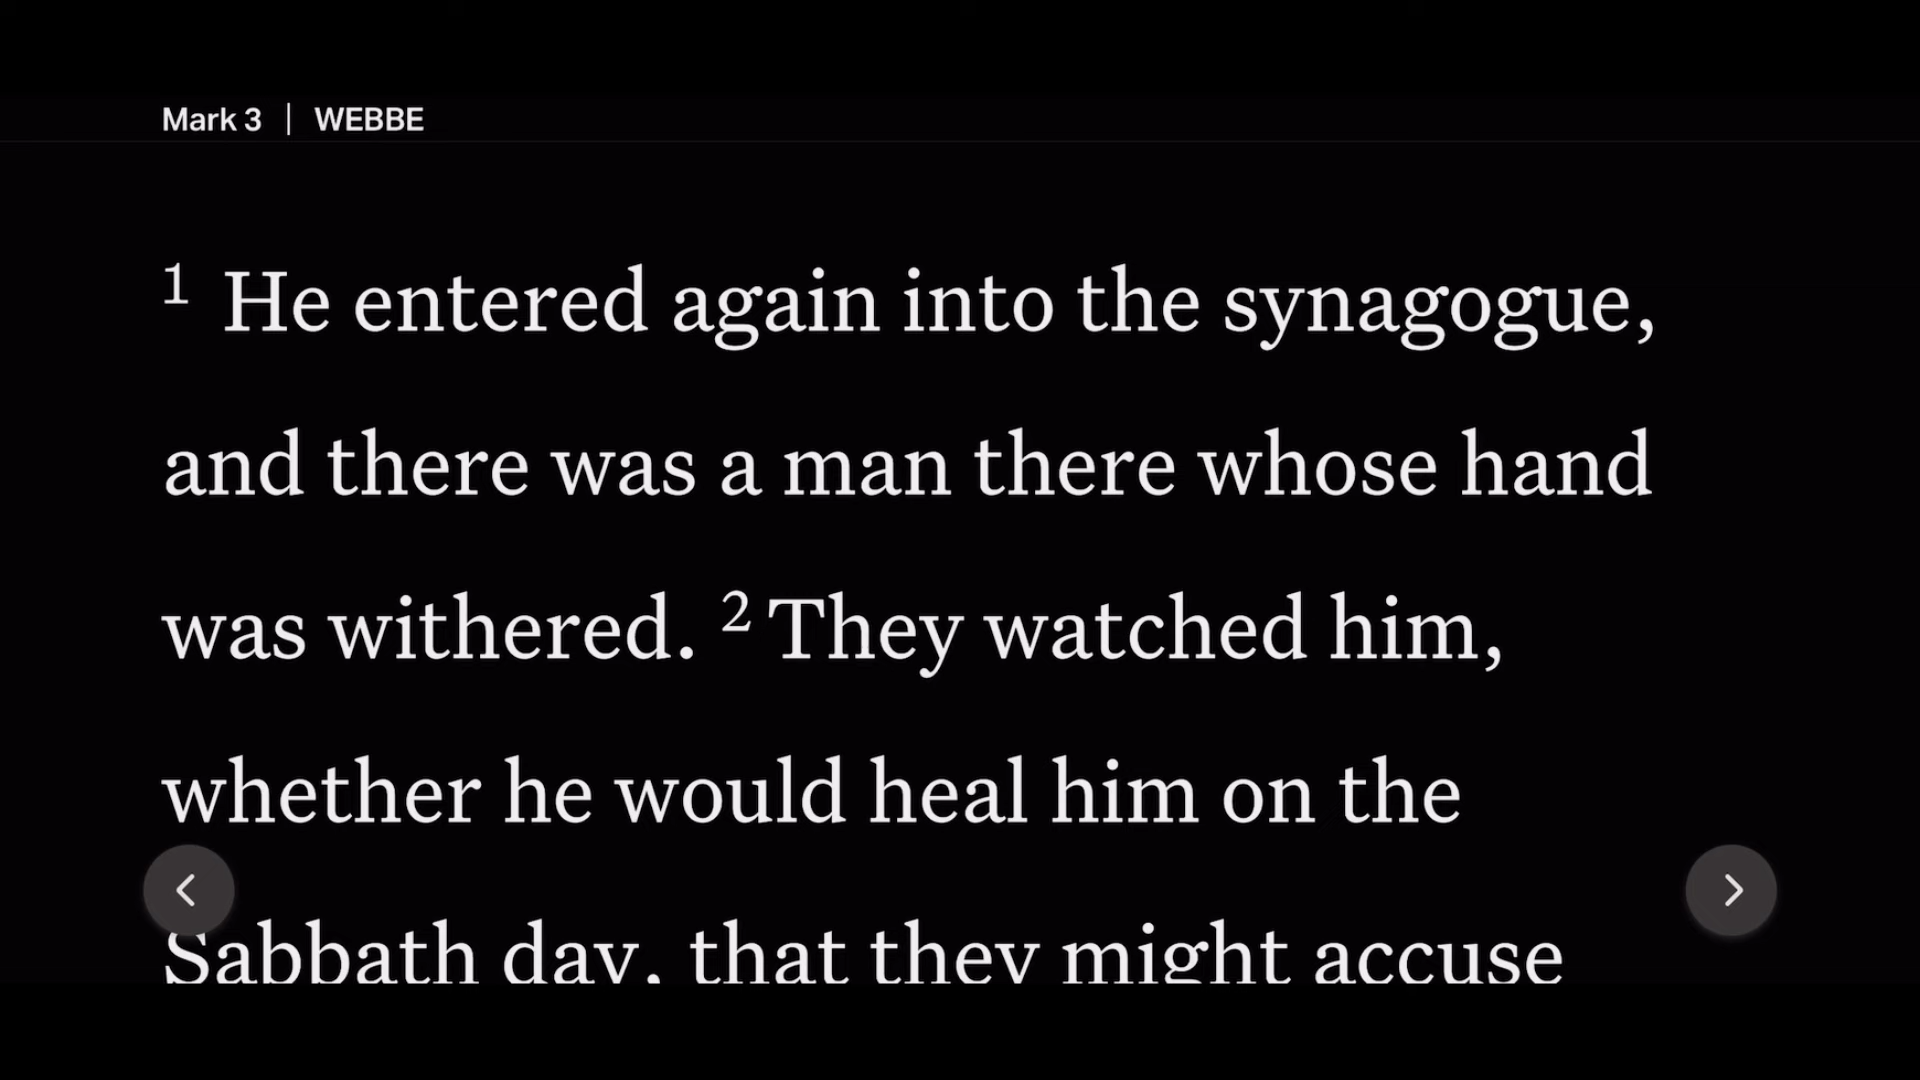 Mark 3 | WEBBE
1 He entered again into the synagogue,
and there was a man there whose hand
was withered. 2 They watched him,
whether he would heal him on the
Sabbath day, that they might accuse